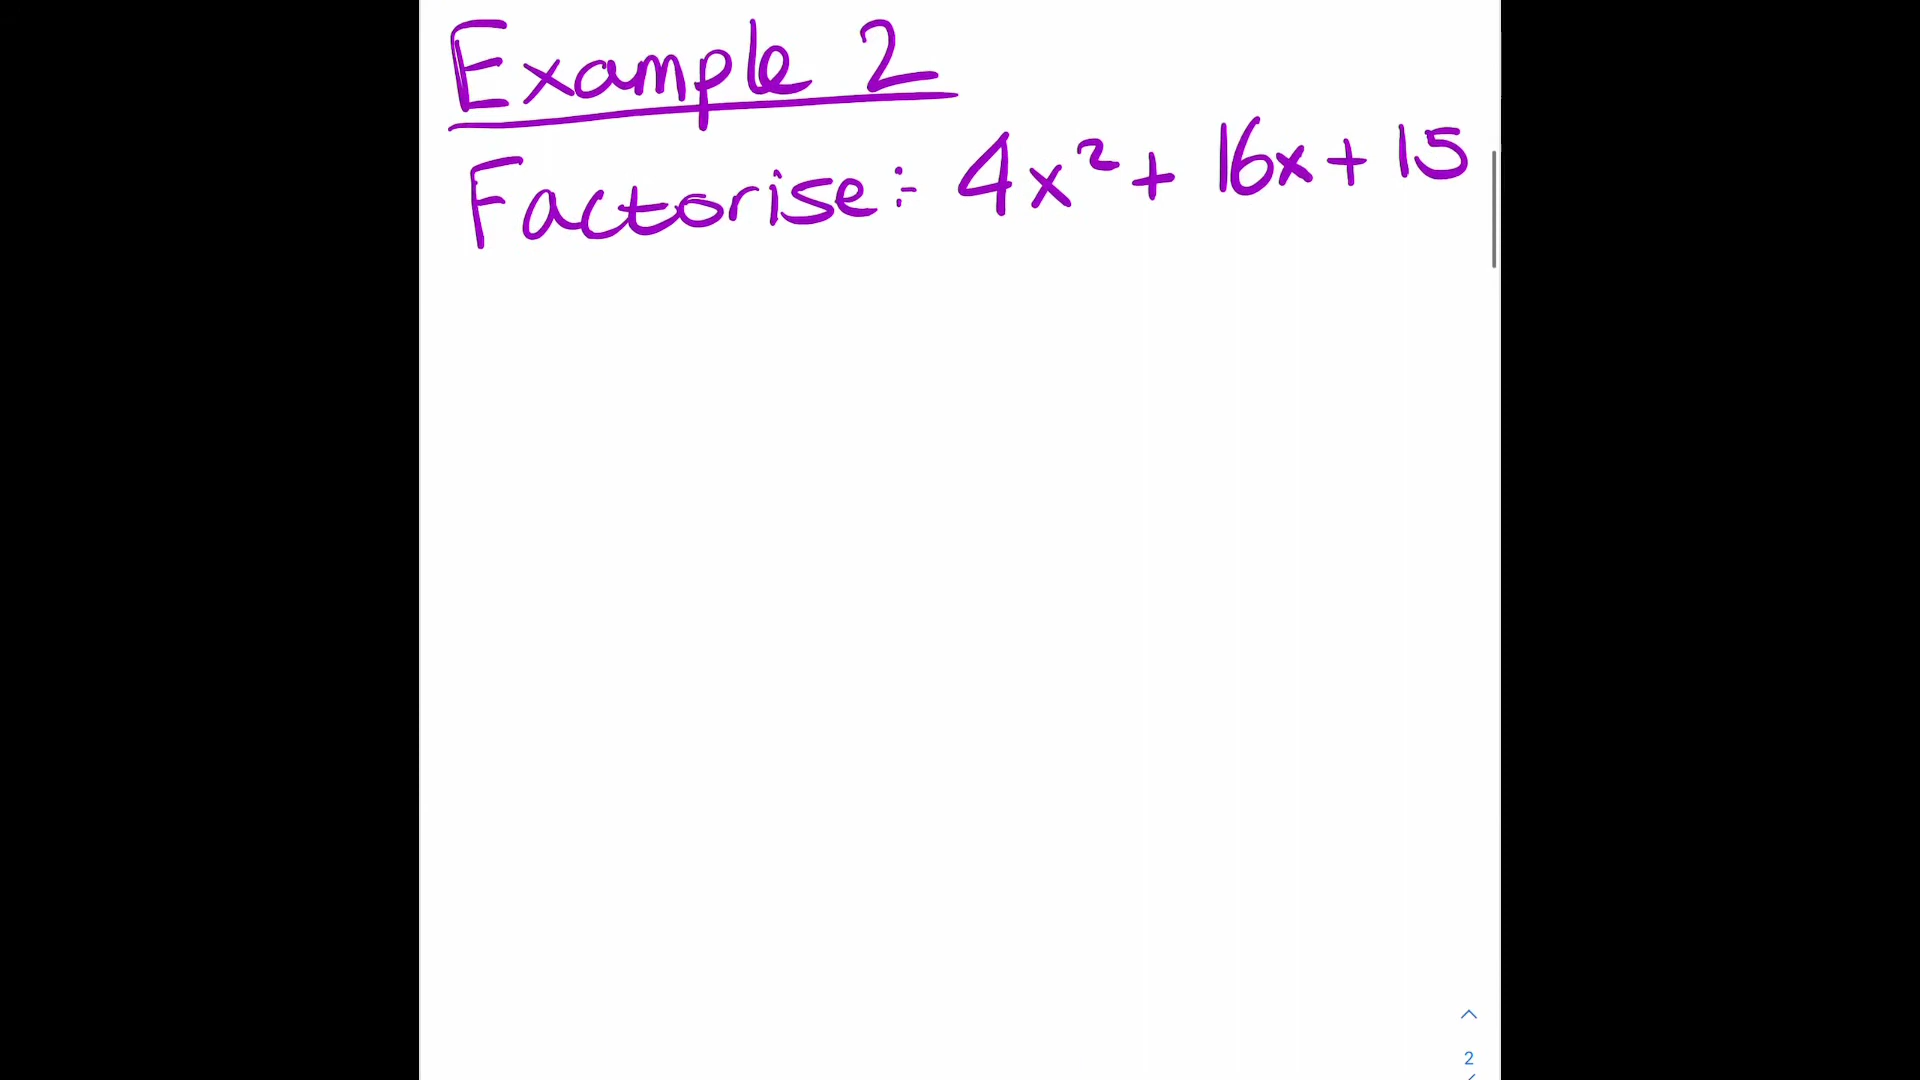 Example 2
Factorise:- 4x² + 16x + 15
2